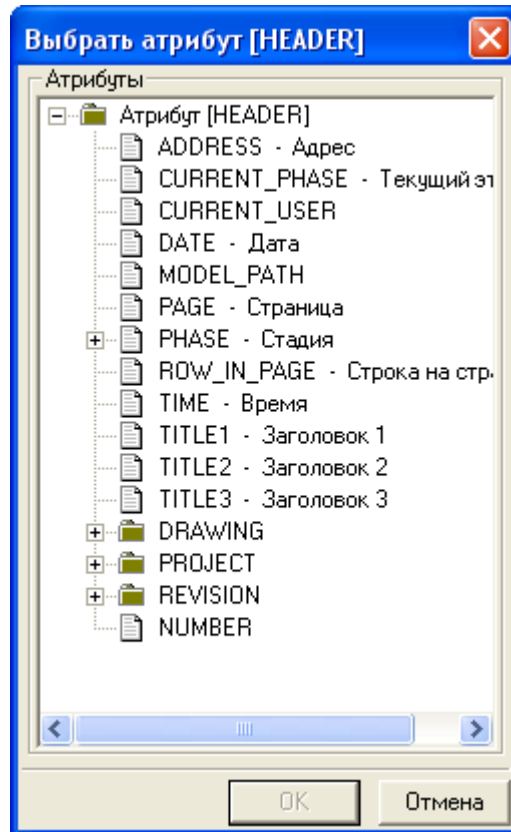 Выбрать атрибут [HEADER]
Атрибуты
Атрибут [HEADER]
ADDRESS - Адрес
CURRENT_PHASE - Текущий эт
CURRENT_USER
DATE - Дата
MODEL_PATH
PAGE - Страница
PHASE - Стадия
ROW_IN_PAGE - Строка на стр
TIME - Время
TITLE1 - Заголовок 1
TITLE2 - Заголовок 2
TITLE3 - Заголовок 3
DRAWING
PROJECT
REVISION
NUMBER
OK
Отмена